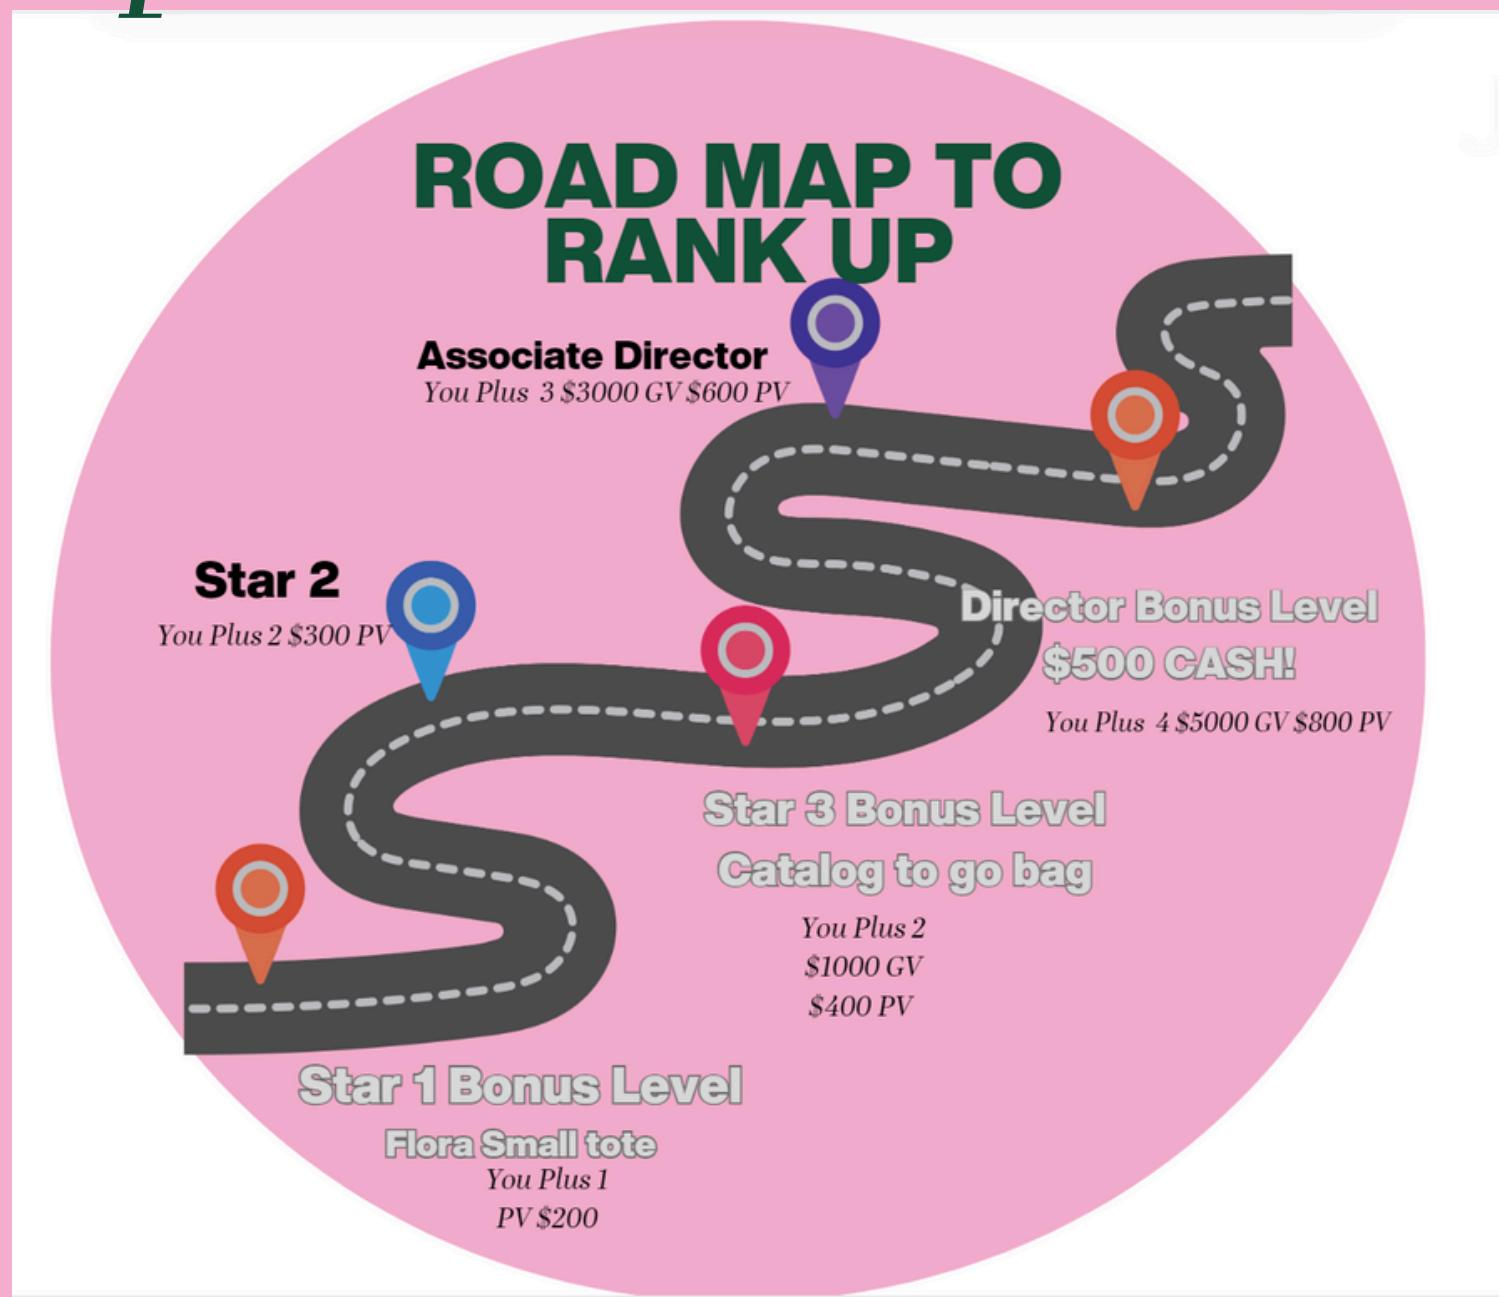 ROAD MAP TO
RANK UP
Associate Director
You Plus 3 $3000 GV $600 PV
Star 2
You Plus 2 $300 PV
Director Bonus Level
$500 CASH!
You Plus 4 $5000 GV $800 PV
Star 3 Bonus Level
Catalog to go bag
You Plus 2
$1000 GV
$400 PV
Star 1 Bonus Level
Flora Small tote
You Plus 1
PV $200